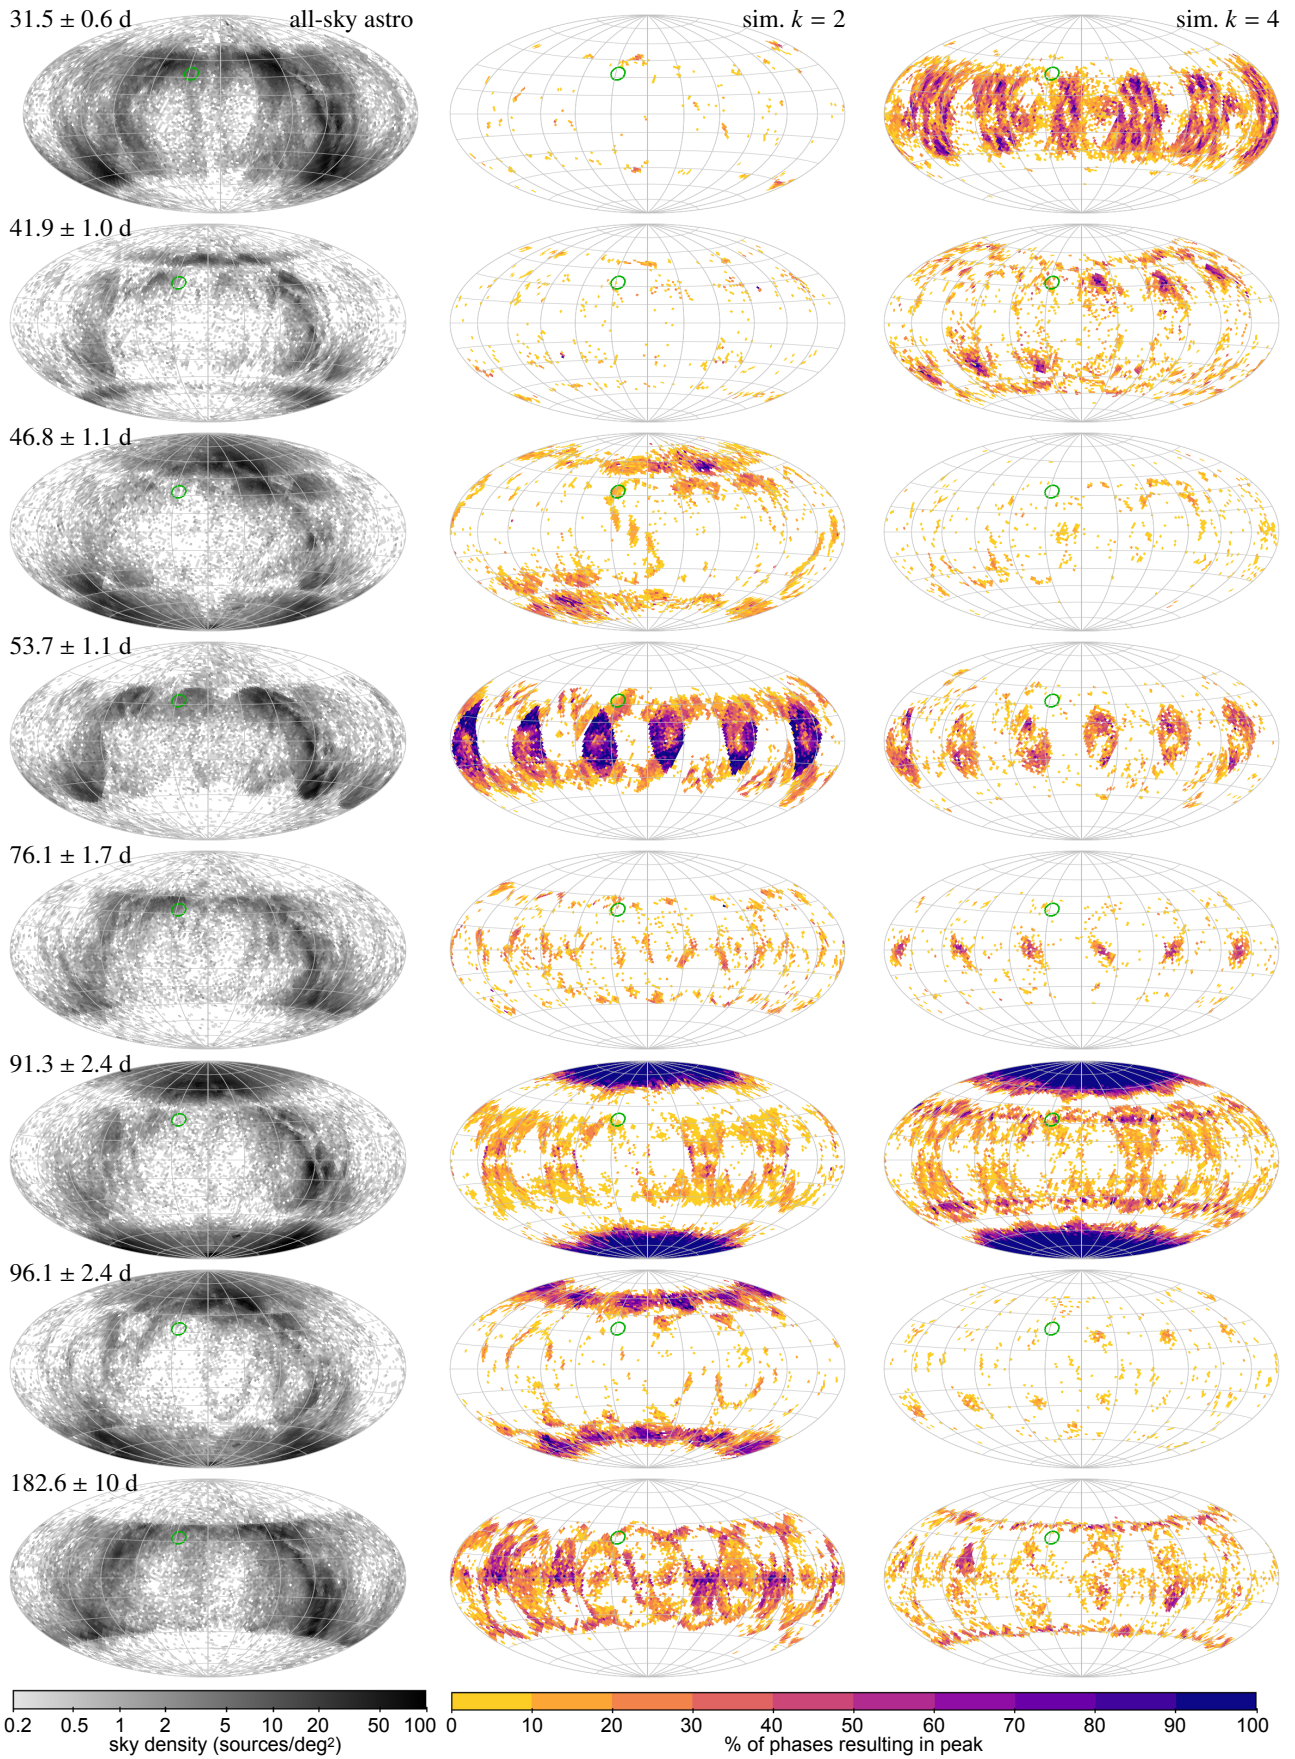 31.5 ± 0.6 d all-sky astro sim. k = 2 sim. k = 4
41.9 ± 1.0 d
46.8 ± 1.1 d
53.7 ± 1.1 d
76.1 ± 1.7 d
91.3 ± 2.4 d
96.1 ± 2.4 d
182.6 ± 10 d
0.2 0.5 1 2 5 10 20 50 100 0 10 20 30 40 50 60 70 80 90 100
sky density (sources/deg²) % of phases resulting in peak